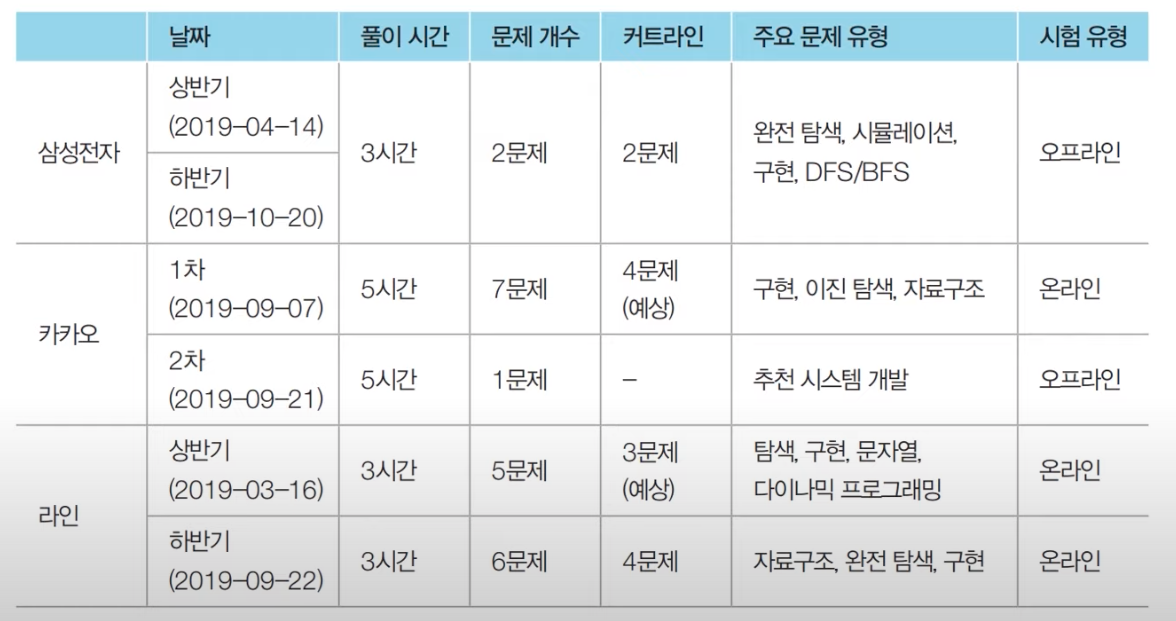 날짜 풀이 시간 문제 개수 커트라인 주요 문제 유형 시험 유형
삼성전자
상반기
(2019-04-14)
하반기
(2019-10-20)
3시간
2문제
2문제
완전 탐색, 시뮬레이션,
구현, DFS/BFS
오프라인
카카오
1차
(2019-09-07)
5시간
7문제
4문제
(예상)
구현, 이진 탐색, 자료구조
온라인
2차
(2019-09-21)
5시간
1문제
–
추천 시스템 개발
오프라인
라인
상반기
(2019-03-16)
3시간
5문제
3문제
(예상)
탐색, 구현, 문자열,
다이나믹 프로그래밍
온라인
하반기
(2019-09-22)
3시간
6문제
4문제
자료구조, 완전 탐색, 구현
온라인